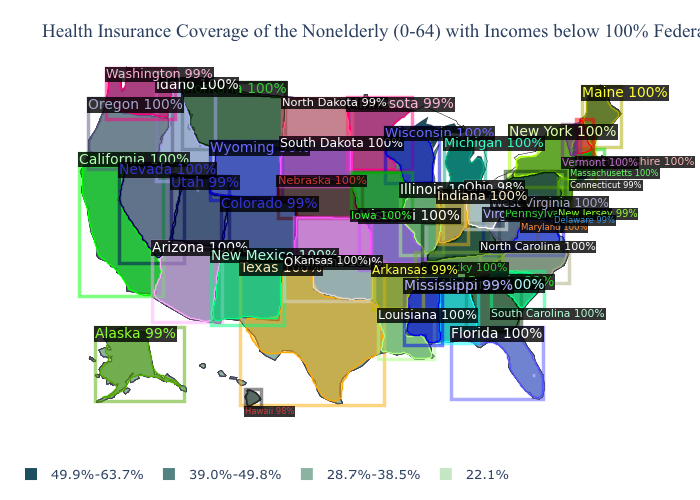 Health Insurance Coverage of the Nonelderly (0-64) with Incomes below 100%
Washington 99%
Idaho 100%
100%
Maine 100%
Oregon 100%
North Dakota 99%
sota 99%
Wisconsin 100%
New York 100%
South Dakota 100%
Michigan 100%
California 100%
Wyoming
Nevada 100%
Vermont 100%
hire 100%
Massachusetts 100%
Utah 99%
Nebraska 100%
Connecticut 99%
Illinois
Ohio 98%
Indiana 100%
Colorado 99%
West Virginia 100%
Iowa 100%
100%
New Jersey 99%
Delaware 99%
Maryland 100%
Arizona 100%
North Carolina 100%
New Mexico 100%
Texas 100%
Kansas 100%
Arkansas 99%
ky 100%
Mississippi 99%
00%
Louisiana 100%
South Carolina 100%
Alaska 99%
Florida 100%
Hawaii 98%
49.9%-63.7% 39.0%-49.8% 28.7%-38.5% 22.1%